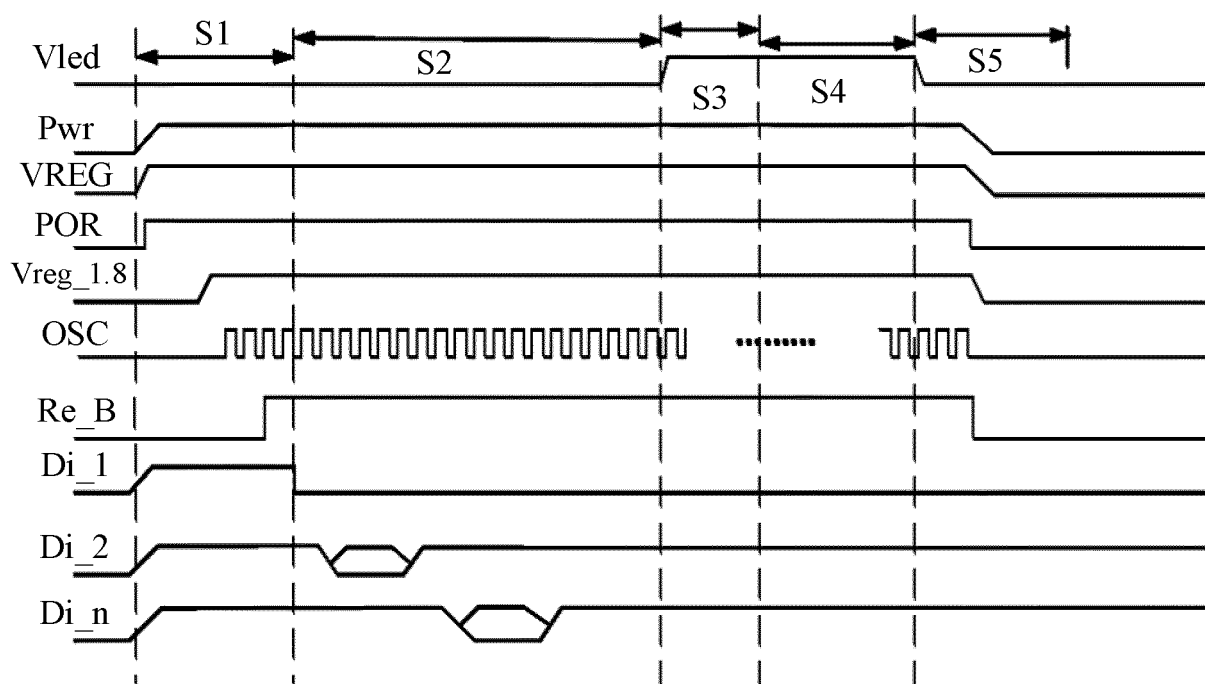 S1
S2
S3
S4
S5
Vled
Pwr
VREG
POR
Vreg_1.8
OSC
Re_B
Di_1
Di_2
Di_n